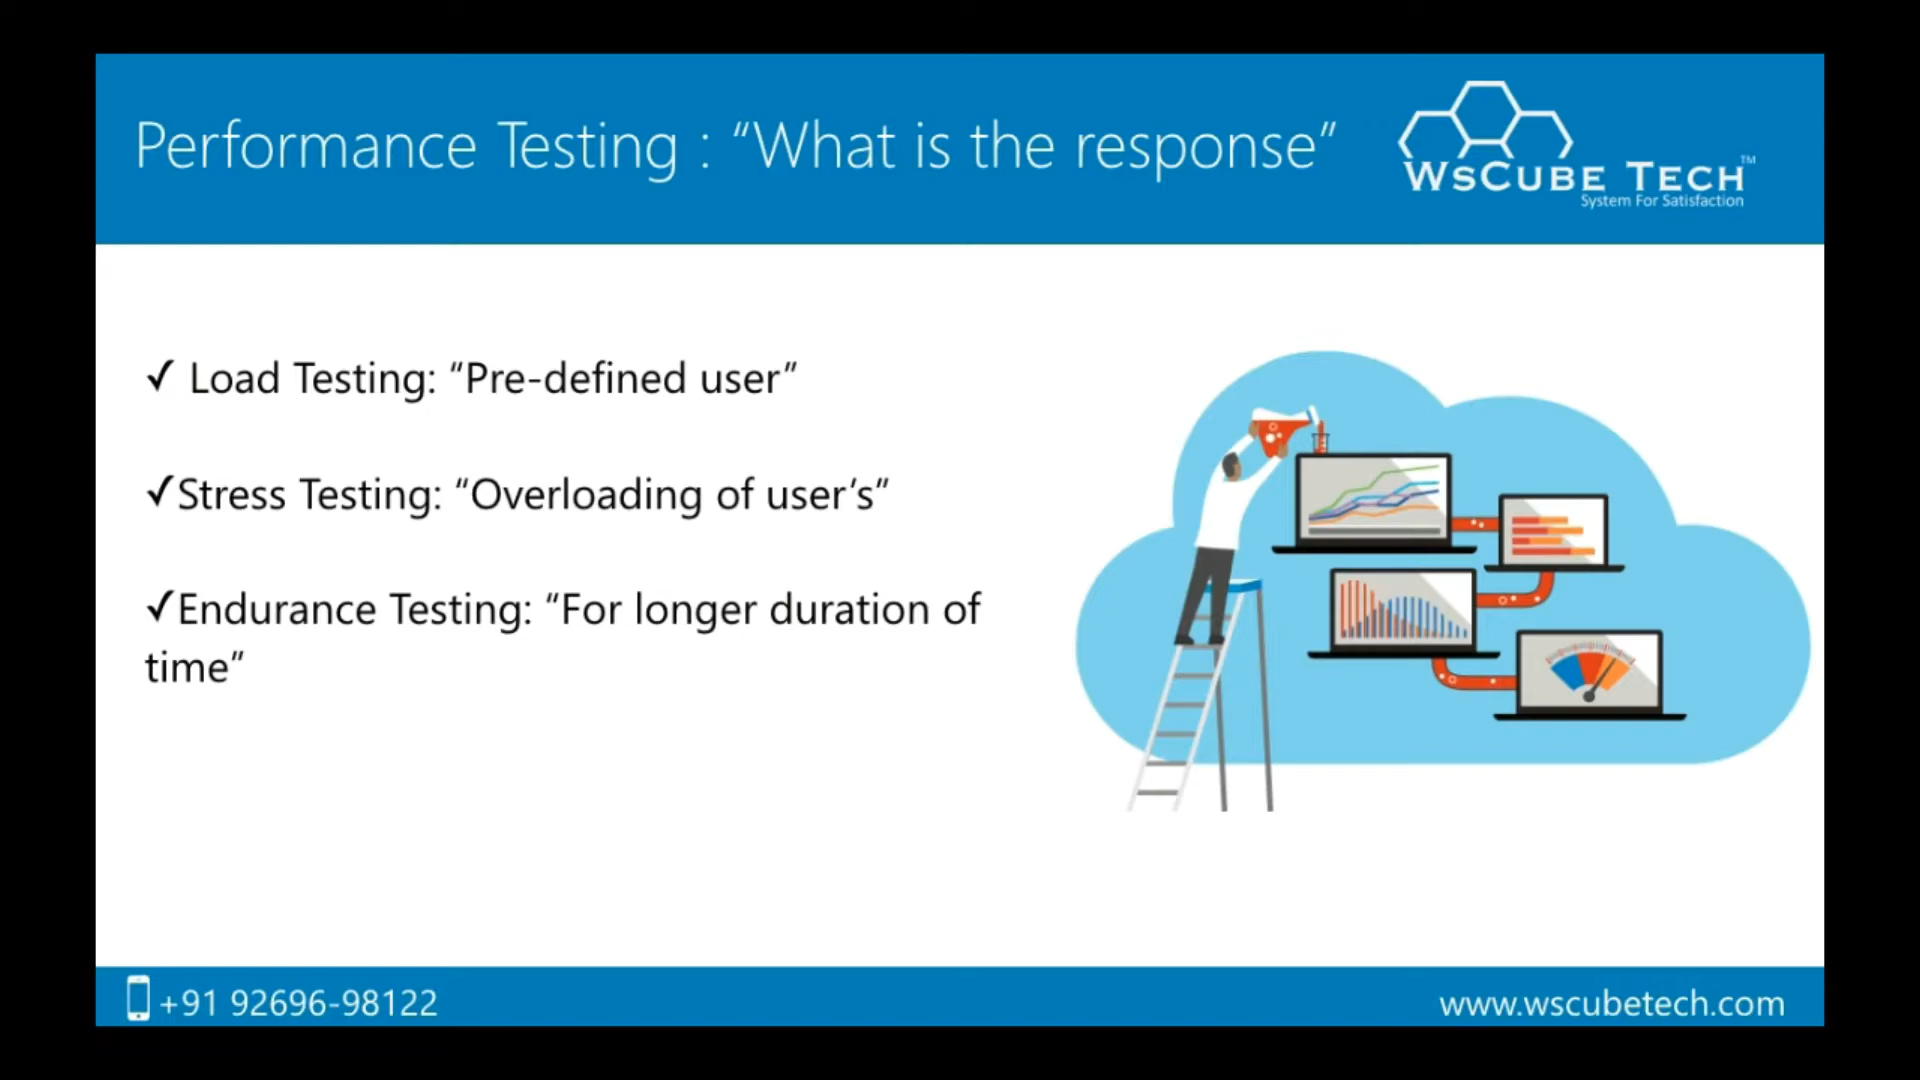 Performance Testing : “What is the response”
WSCUBE TECH™
System For Satisfaction
✓ Load Testing: “Pre-defined user”
✓Stress Testing: “Overloading of user’s”
✓Endurance Testing: “For longer duration of
time”
+91 92696-98122
www.wscubetech.com